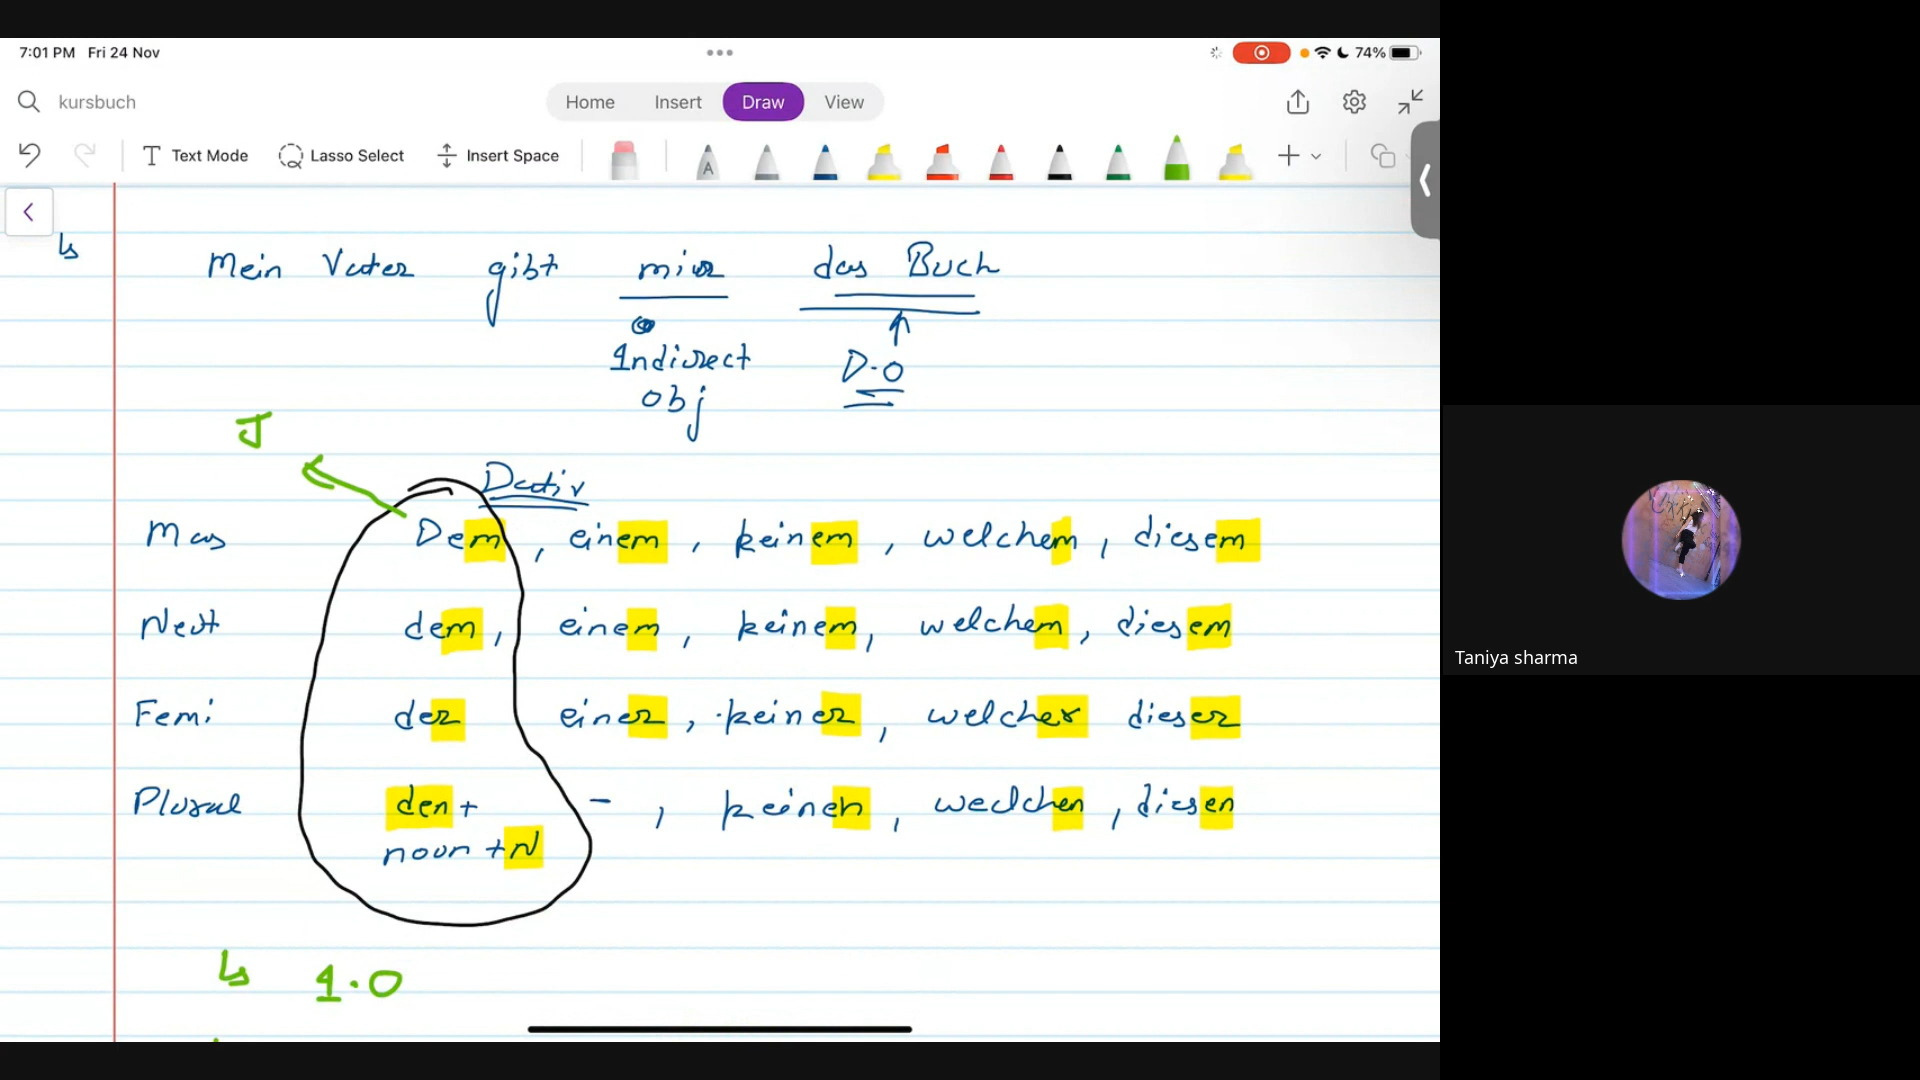 7:01 PM Fri 24 Nov
74%
kursbuch
Home Insert Draw View
Text Mode Lasso Select Insert Space
A
Mein Vater gibt mir das Buch
Indirect D.O
obj
Dativ
Mas Dem, einem, keinem, welchem, diesem
Neut dem, einem, keinem, welchem, diesem
Femi der einer, keiner, welcher dieser
Plural den + -, keinen, welchen, diesen
noun + N
Ls 1.0
Taniya sharma